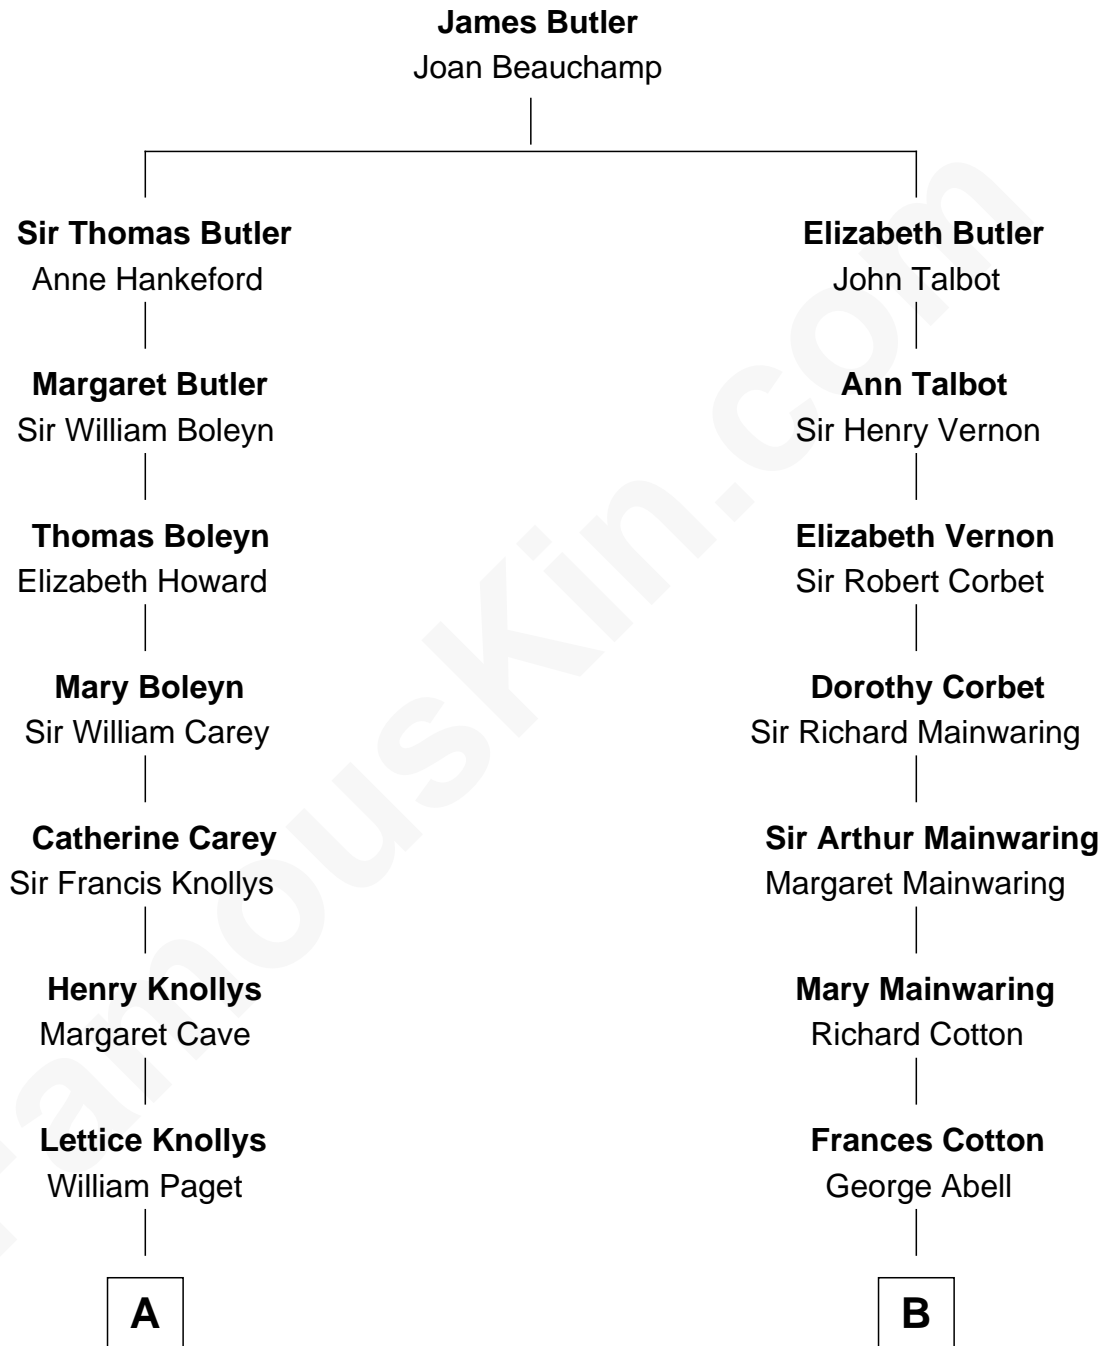 James Butler
Joan Beauchamp
Sir Thomas Butler
Anne Hankeford
Elizabeth Butler
John Talbot
Margaret Butler
Sir William Boleyn
Ann Talbot
Sir Henry Vernon
Thomas Boleyn
Elizabeth Howard
Elizabeth Vernon
Sir Robert Corbet
Mary Boleyn
Sir William Carey
Dorothy Corbet
Sir Richard Mainwaring
Catherine Carey
Sir Francis Knollys
Sir Arthur Mainwaring
Margaret Mainwaring
Henry Knollys
Margaret Cave
Mary Mainwaring
Richard Cotton
Lettice Knollys
William Paget
Frances Cotton
George Abell
A
B
FamousKin.com